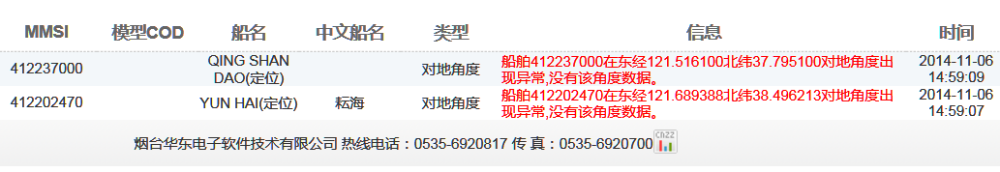 MMSI 模型COD 船名 中文船名 类型 信息 时间
412237000 QING SHAN DAO(定位) 对地角度 船舶412237000在东经121.516100北纬37.795100对地角度出现异常,没有该角度数据。 2014-11-06 14:59:09
412202470 YUN HAI(定位) 耘海 对地角度 船舶412202470在东经121.689388北纬38.496213对地角度出现异常,没有该角度数据。 2014-11-06 14:59:07
烟台华东电子软件技术有限公司 热线电话：0535-6920817 传 真：0535-6920700 CNZZ